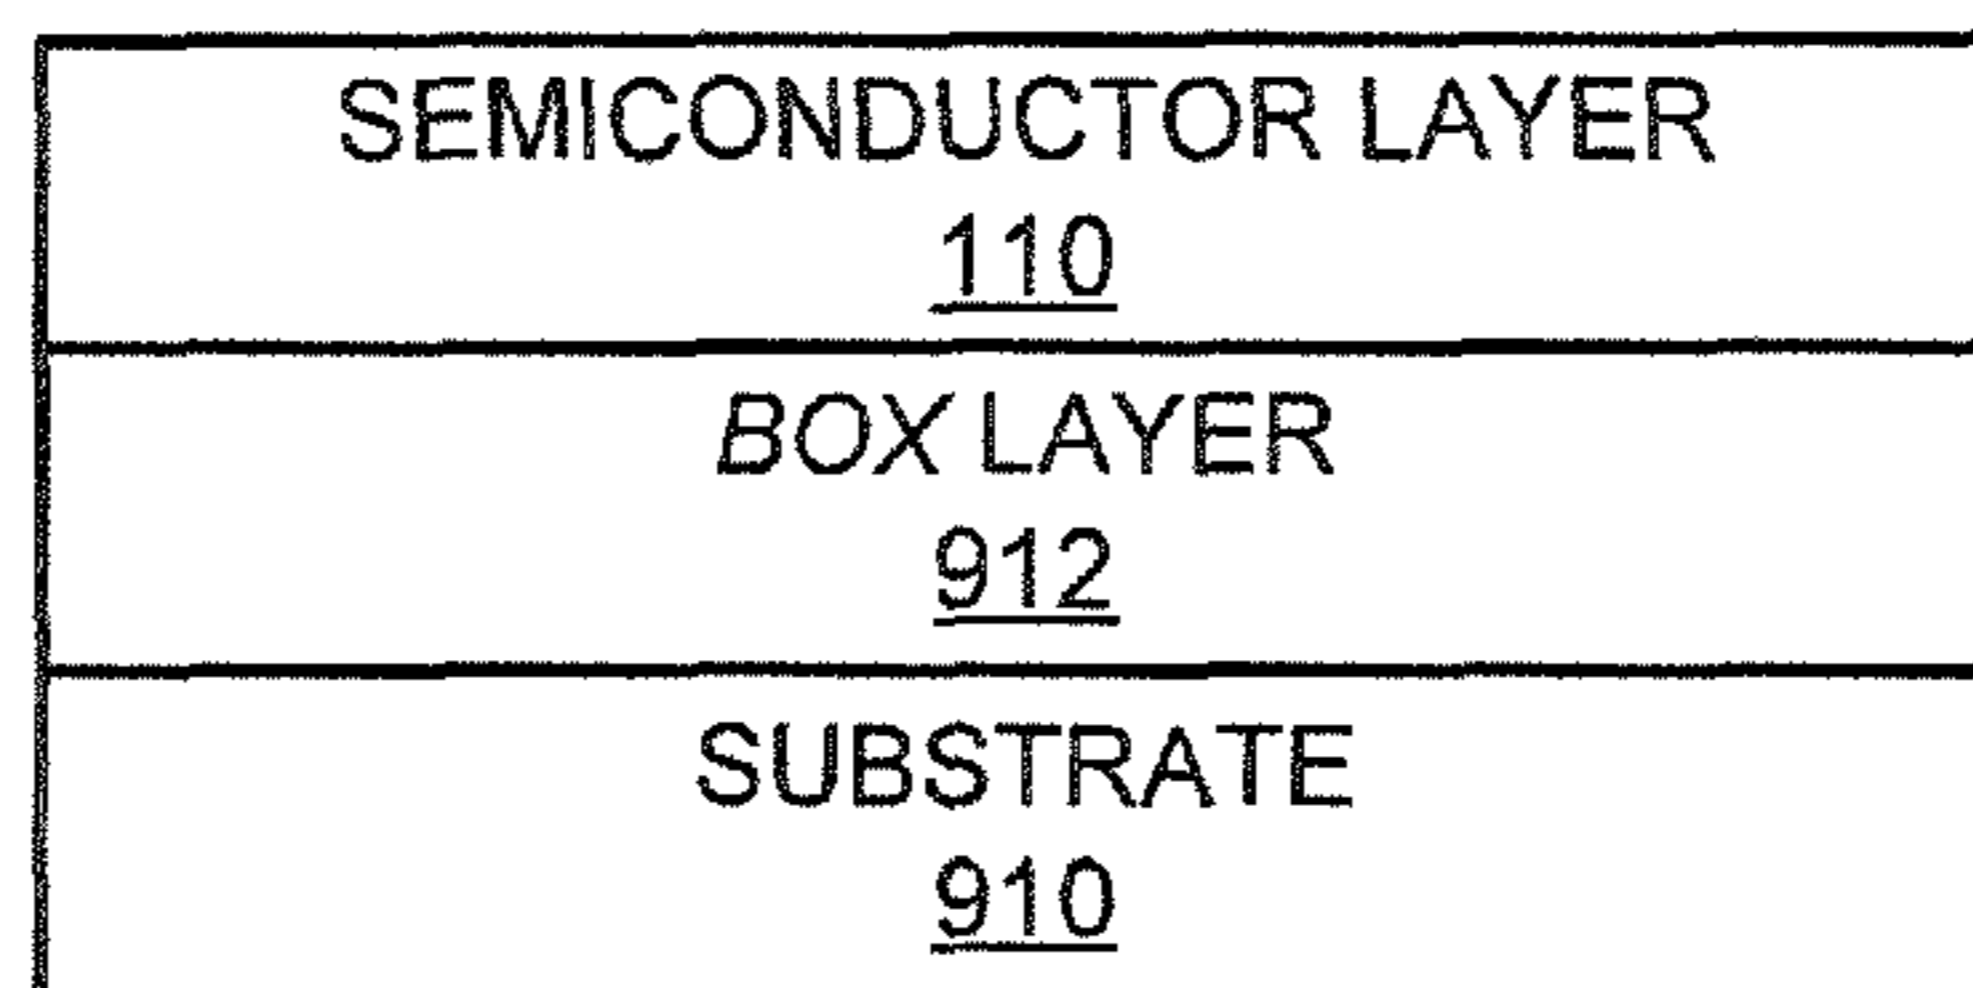 SEMICONDUCTOR LAYER
110
BOX LAYER
912
SUBSTRATE
910